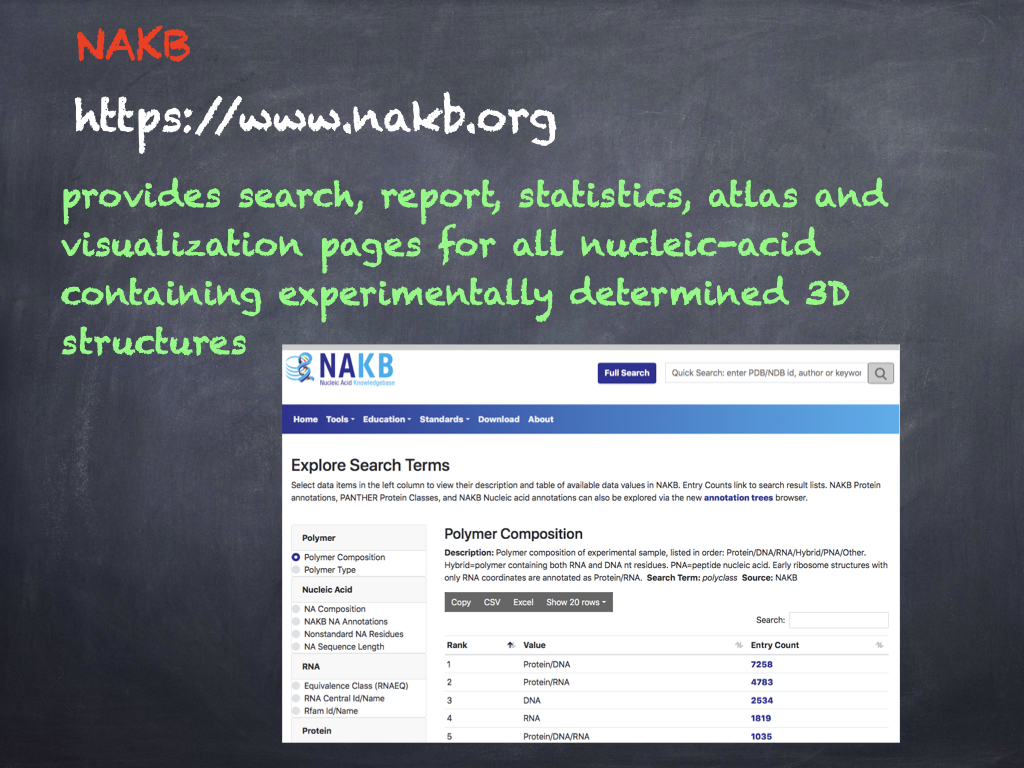 NAKB
https://www.nakb.org
provides search, report, statistics, atlas and
visualization pages for all nucleic-acid
containing experimentally determined 3D
structures
NAKB
Nucleic Acid Knowledgebase
Full Search
Quick Search: enter PDB/NDB id, author or keywor
Home Tools Education Standards Download About
Explore Search Terms
Select data items in the left column to view their description and table of available data values in NAKB. Entry Counts link to search result lists. NAKB Protein
annotations, PANTHER Protein Classes, and NAKB Nucleic acid annotations can also be explored via the new annotation trees browser.
Polymer
Polymer Composition
Polymer Type
Nucleic Acid
NA Composition
NAKB NA Annotations
Nonstandard NA Residues
NA Sequence Length
RNA
Equivalence Class (RNAEQ)
RNA Central Id/Name
Rfam Id/Name
Protein
Polymer Composition
Description: Polymer composition of experimental sample, listed in order: Protein/DNA/RNA/Hybrid/PNA/Other.
Hybrid=polymer containing both RNA and DNA nt residues. PNA=peptide nucleic acid. Early ribosome structures with
only RNA coordinates are annotated as Protein/RNA. Search Term: polyclass Source: NAKB
Copy CSV Excel Show 20 rows
Search:
Rank Value Entry Count
1 Protein/DNA 7258
2 Protein/RNA 4783
3 DNA 2534
4 RNA 1819
5 Protein/DNA/RNA 1035